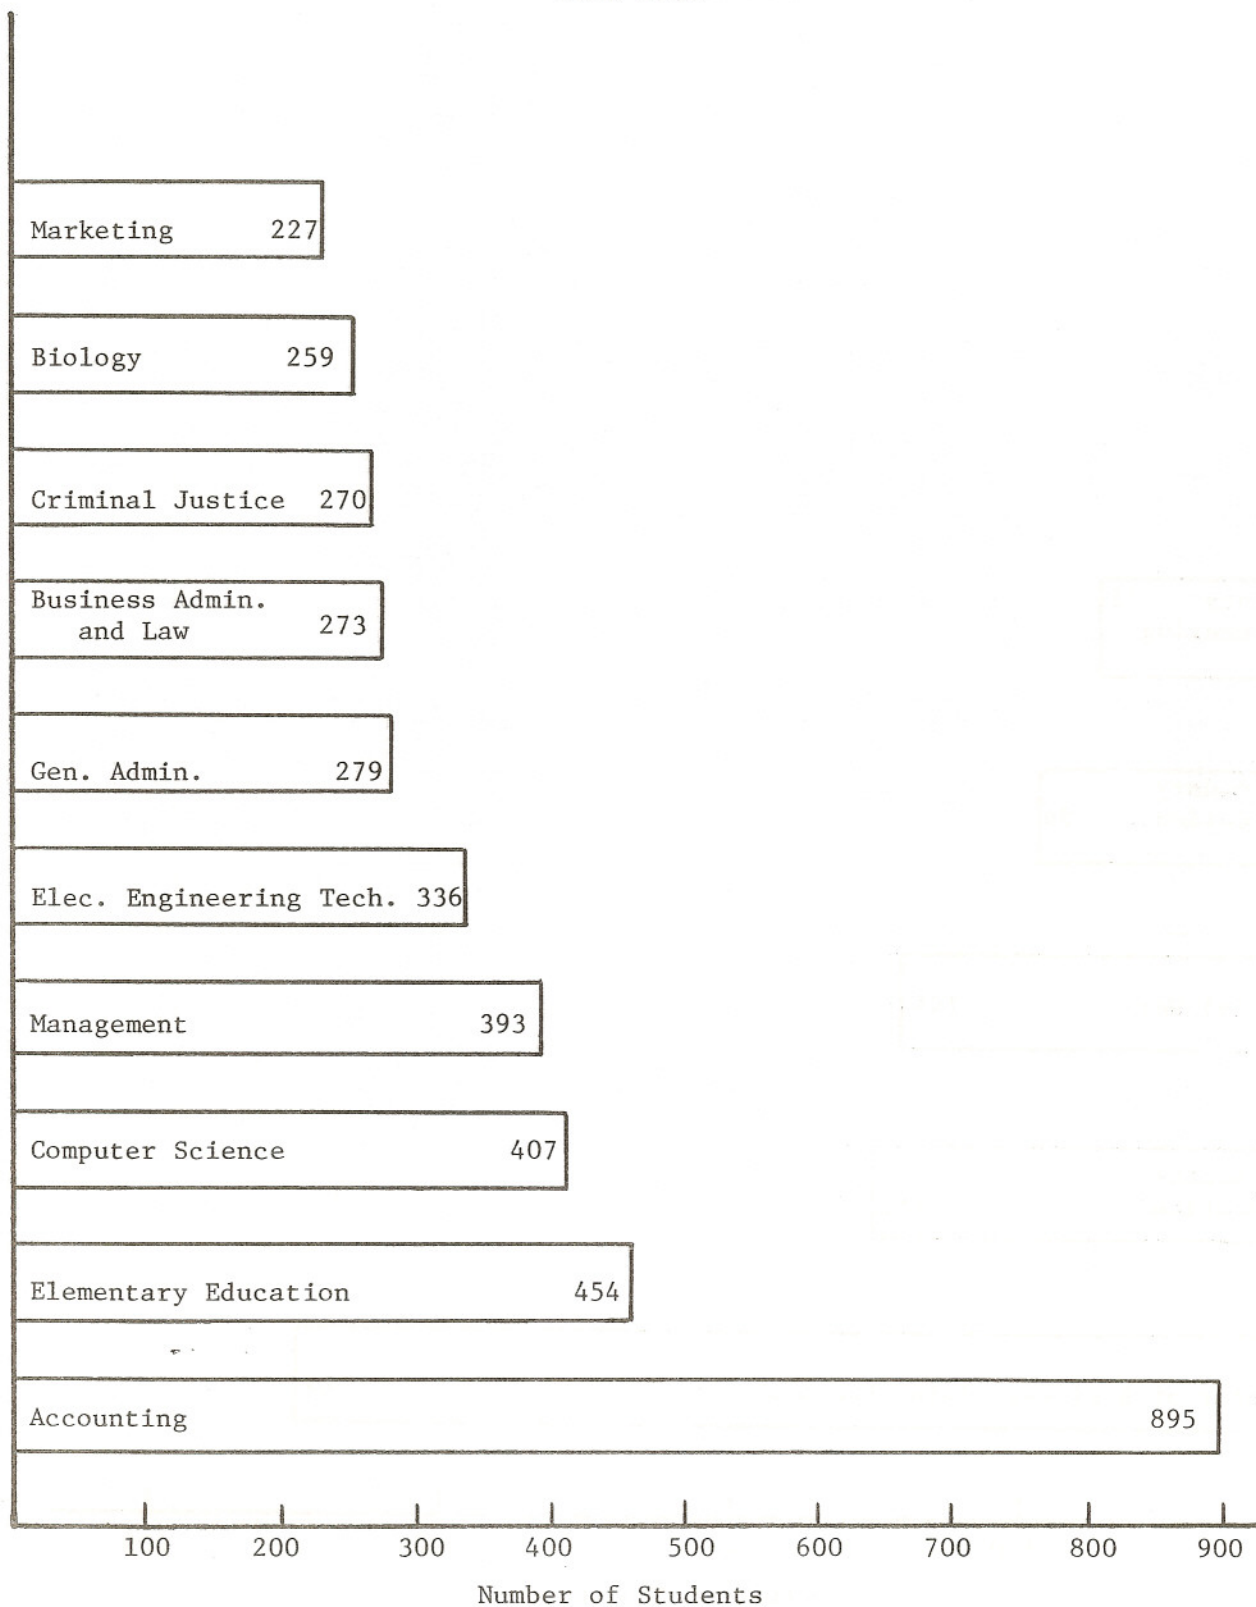 Marketing 227
Biology 259
Criminal Justice 270
Business Admin.
and Law 273
Gen. Admin. 279
Elec. Engineering Tech. 336
Management 393
Computer Science 407
Elementary Education 454
Accounting 895
100 200 300 400 500 600 700 800 900
Number of Students